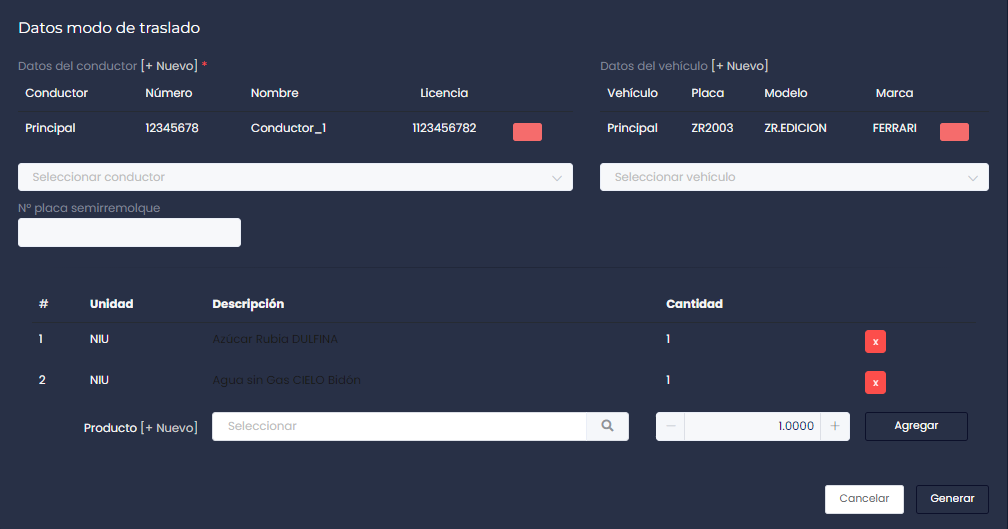 Datos modo de traslado
Datos del conductor [+ Nuevo] *
Conductor Número Nombre Licencia
Principal 12345678 Conductor_1 1123456782
Seleccionar conductor
Nº placa semirremolque
Datos del vehículo [+ Nuevo]
Vehículo Placa Modelo Marca
Principal ZR2003 ZR.EDICION FERRARI
Seleccionar vehículo
# Unidad Descripción Cantidad
1 NIU Azúcar Rubia DULFINA 1 x
2 NIU Agua sin Gas CIELO Bidón 1 x
Producto [+ Nuevo] Seleccionar − 1.0000 + Agregar
Cancelar Generar